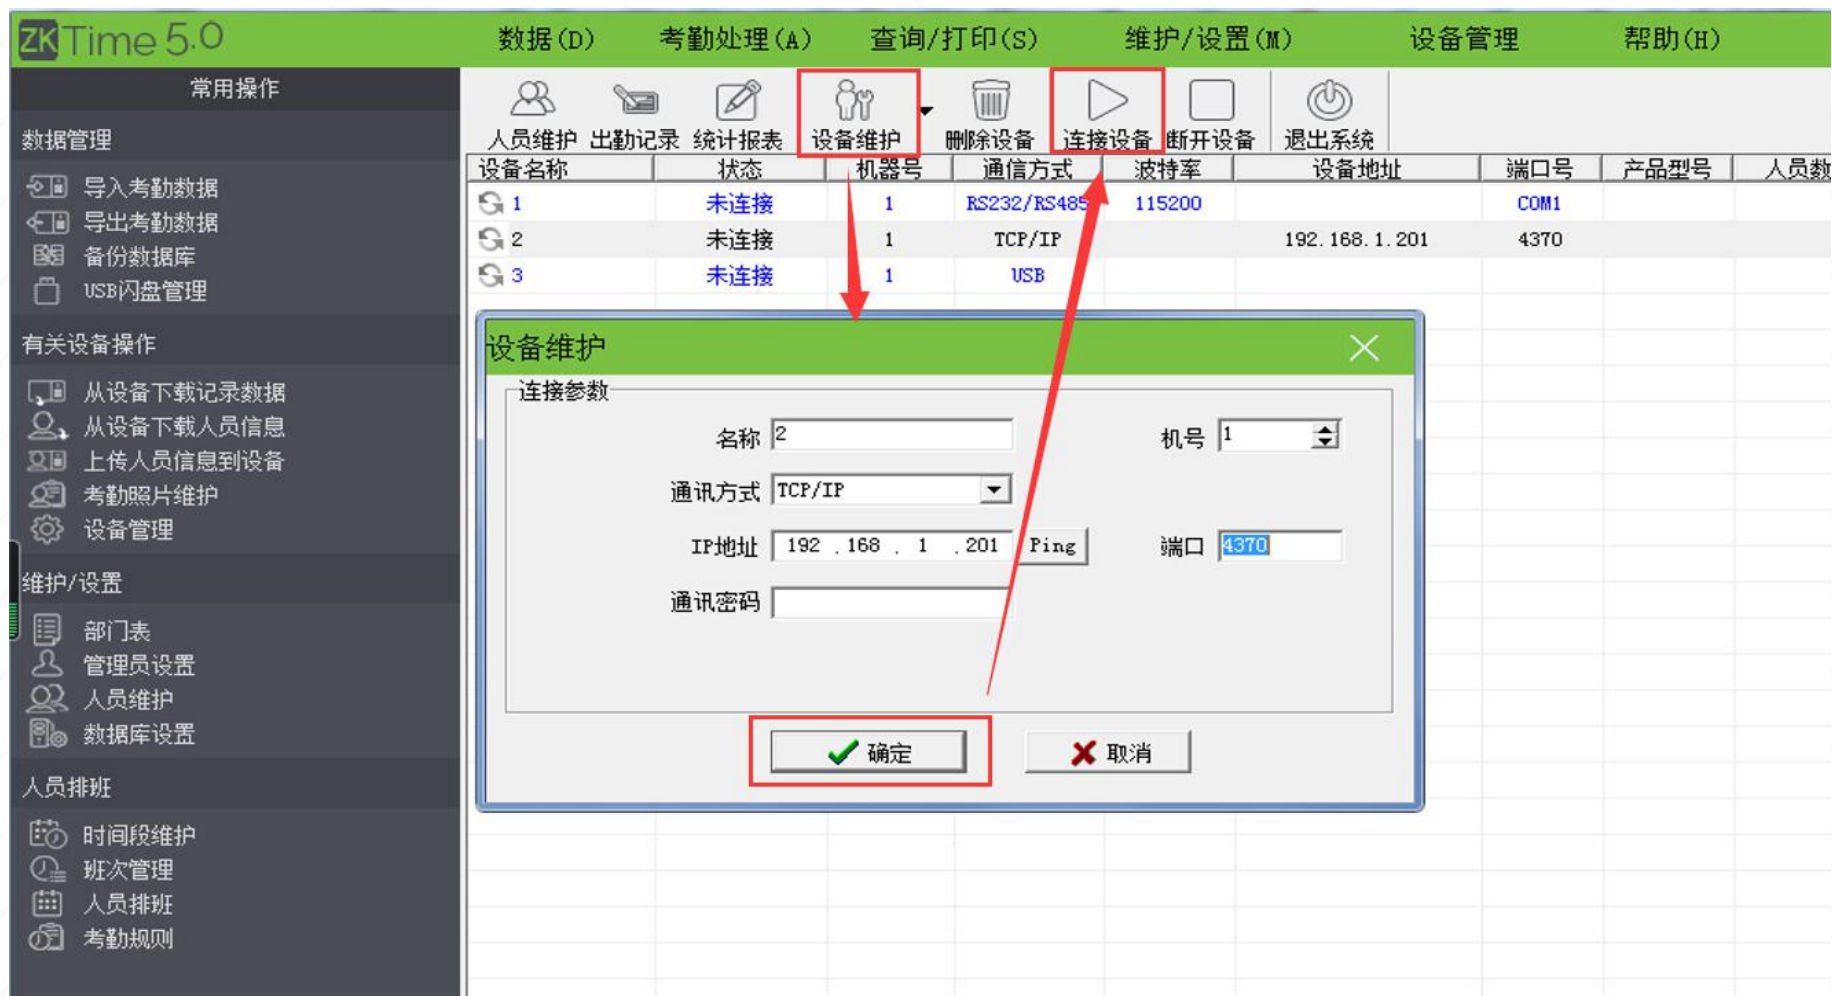 ZKTime 5.0
数据(D) 考勤处理(A) 查询/打印(S) 维护/设置(M) 设备管理 帮助(H)
常用操作
数据管理
导入考勤数据
导出考勤数据
备份数据库
USB闪盘管理
有关设备操作
从设备下载记录数据
从设备下载人员信息
上传人员信息到设备
考勤照片维护
设备管理
维护/设置
部门表
管理员设置
人员维护
数据库设置
人员排班
时间段维护
班次管理
人员排班
考勤规则
人员维护 出勤记录 统计报表 设备维护 删除设备 连接设备 断开设备 退出系统
设备名称 状态 机器号 通信方式 波特率 设备地址 端口号 产品型号 人员数
1 未连接 1 RS232/RS485 115200 COM1
2 未连接 1 TCP/IP 192.168.1.201 4370
3 未连接 1 USB
设备维护
连接参数
名称 2 机号 1
通讯方式 TCP/IP
IP地址 192 . 168 . 1 . 201 Ping 端口 4370
通讯密码
确定 取消